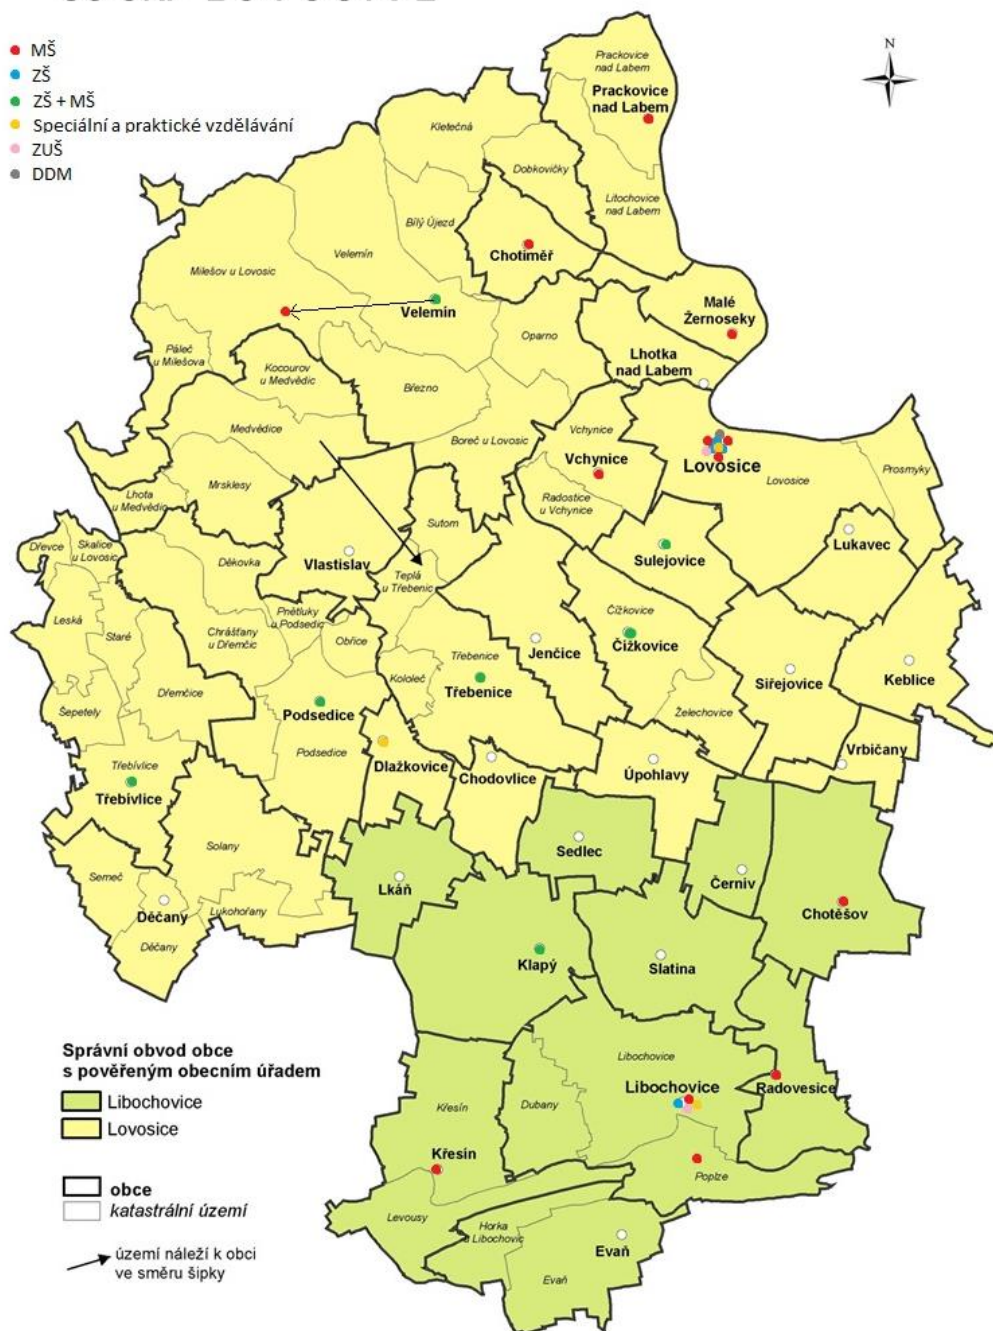 MŠ
ZŠ
ZŠ + MŠ
Speciální a praktické vzdělávání
ZUŠ
DDM
N
Prackovice
nad Labem
Prackovice
nad Labem
Kletečná
Dobkovičky
Litochovice
nad Labem
Bílý Újezd
Chotiměř
Velemín
Milešov u Lovosic
Velemín
Malé
Žernoseky
Oparno
Lhotka
nad Labem
Páleč
u Milešova
Kocourov
u Medvědic
Březno
Medvědice
Boreč u Lovosic
Vchynice
Vchynice
Lovosice
Lovosice
Prosmyky
Mrsklesy
Lhota
u Medvědic
Radostice
u Vchynice
Sutom
Lukavec
Dřevce
Skalice
u Lovosic
Děkovka
Vlastislav
Sulejovice
Teplá
u Třebenic
Leská
Staré
Pnětluky
u Podsedic
Chrášťany
u Dřemčic
Obřice
Čížkovice
Čížkovice
Jenčice
Třebenice
Kololeč
Třebenice
Siřejovice
Keblice
Dřemčice
Šepetely
Podsedice
Podsedice
Želechovice
Vrbičany
Třebívlice
Třebívlice
Dlažkovice
Chodovlice
Úpohlavy
Solany
Sedlec
Semeč
Lkáň
Černiv
Děčany
Lukohořany
Chotěšov
Děčany
Klapý
Slatina
Správní obvod obce
s pověřeným obecním úřadem
Libochovice
Lovosice
obce
katastrální území
území náleží k obci
ve směru šipky
Libochovice
Libochovice
Radovesice
Křesín
Dubany
Křesín
Poplze
Levousy
Horka
u Libochovic
Evaň
Evaň